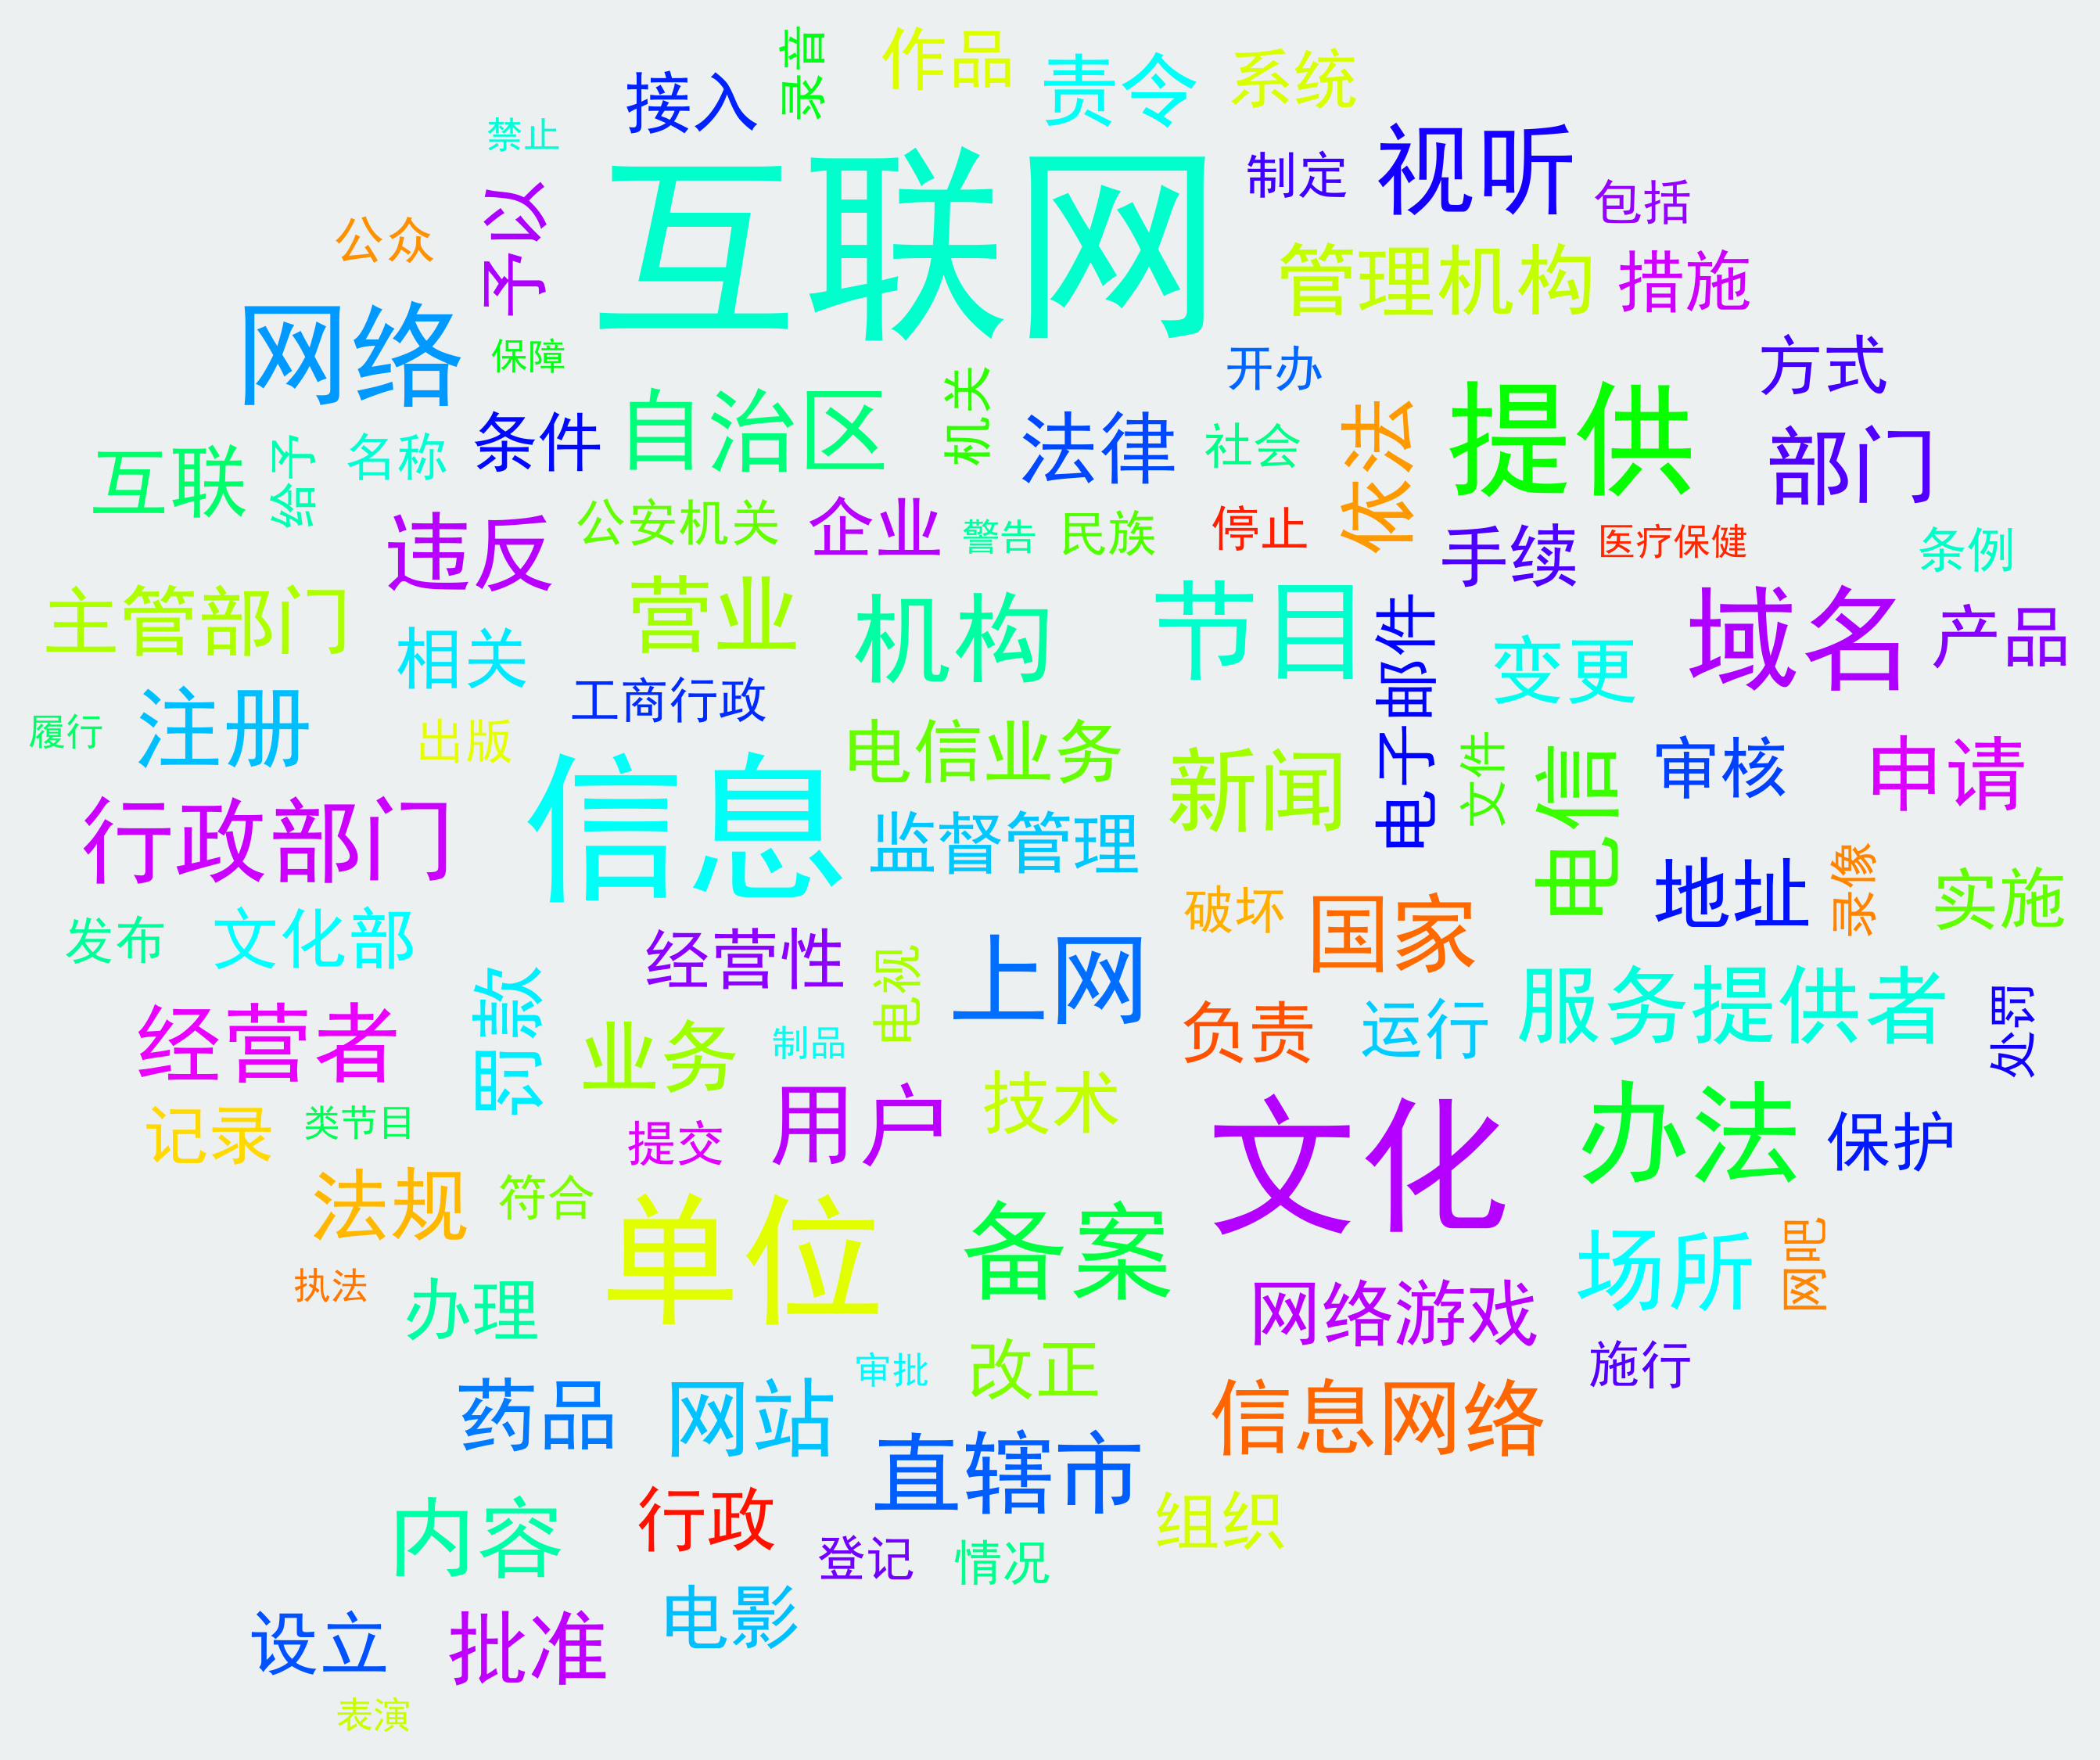 真实
作品
接入
责令
系统
禁止
予以
互联网
制定
视听
包括
公众
管理机构
措施
网络
保障
开办
方式
自治区
机关
提供
条件
法律
社会
依法
部门
互联
给予
名称
违反
公安机关
企业
警告
民族
停止
手续
医疗保健
条例
主管部门
营业
机构
节目
电子邮件
域名
产品
相关
变更
履行
注册
出版
工商行政
电信业务
新闻
文件
电信
审核
申请
行政部门
信息
监督管理
破坏
国家
地址
录像
实施
发布
文化部
经营性
电视
上网
服务提供者
处罚
经营者
罚款
业务
制品
负责
运行
记录
类节目
提交
用户
技术
文化
办法
保护
法规
符合
单位
备案
场所
网吧
执法
办理
网络游戏
审批
改正
施行
药品
网站
信息网络
直辖市
内容
行政
组织
登记
情况
设立
批准
电影
表演